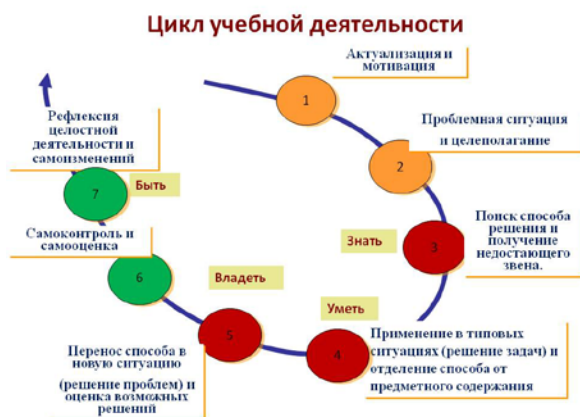 Цикл учебной деятельности
Актуализация и
мотивация
1
Проблемная ситуация
и целеполагание
2
Поиск способа
решения и
получение
недостающего
звена.
3
Знать
Применение в типовых
ситуациях (решение задач) и
отделение способа от
предметного содержания
4
Уметь
Перенос способа в
новую ситуацию
(решение проблем) и
оценка возможных
решений
5
Владеть
Самоконтроль и
самооценка
6
Рефлексия
целостной
деятельности и
самоизменений
7
Быть